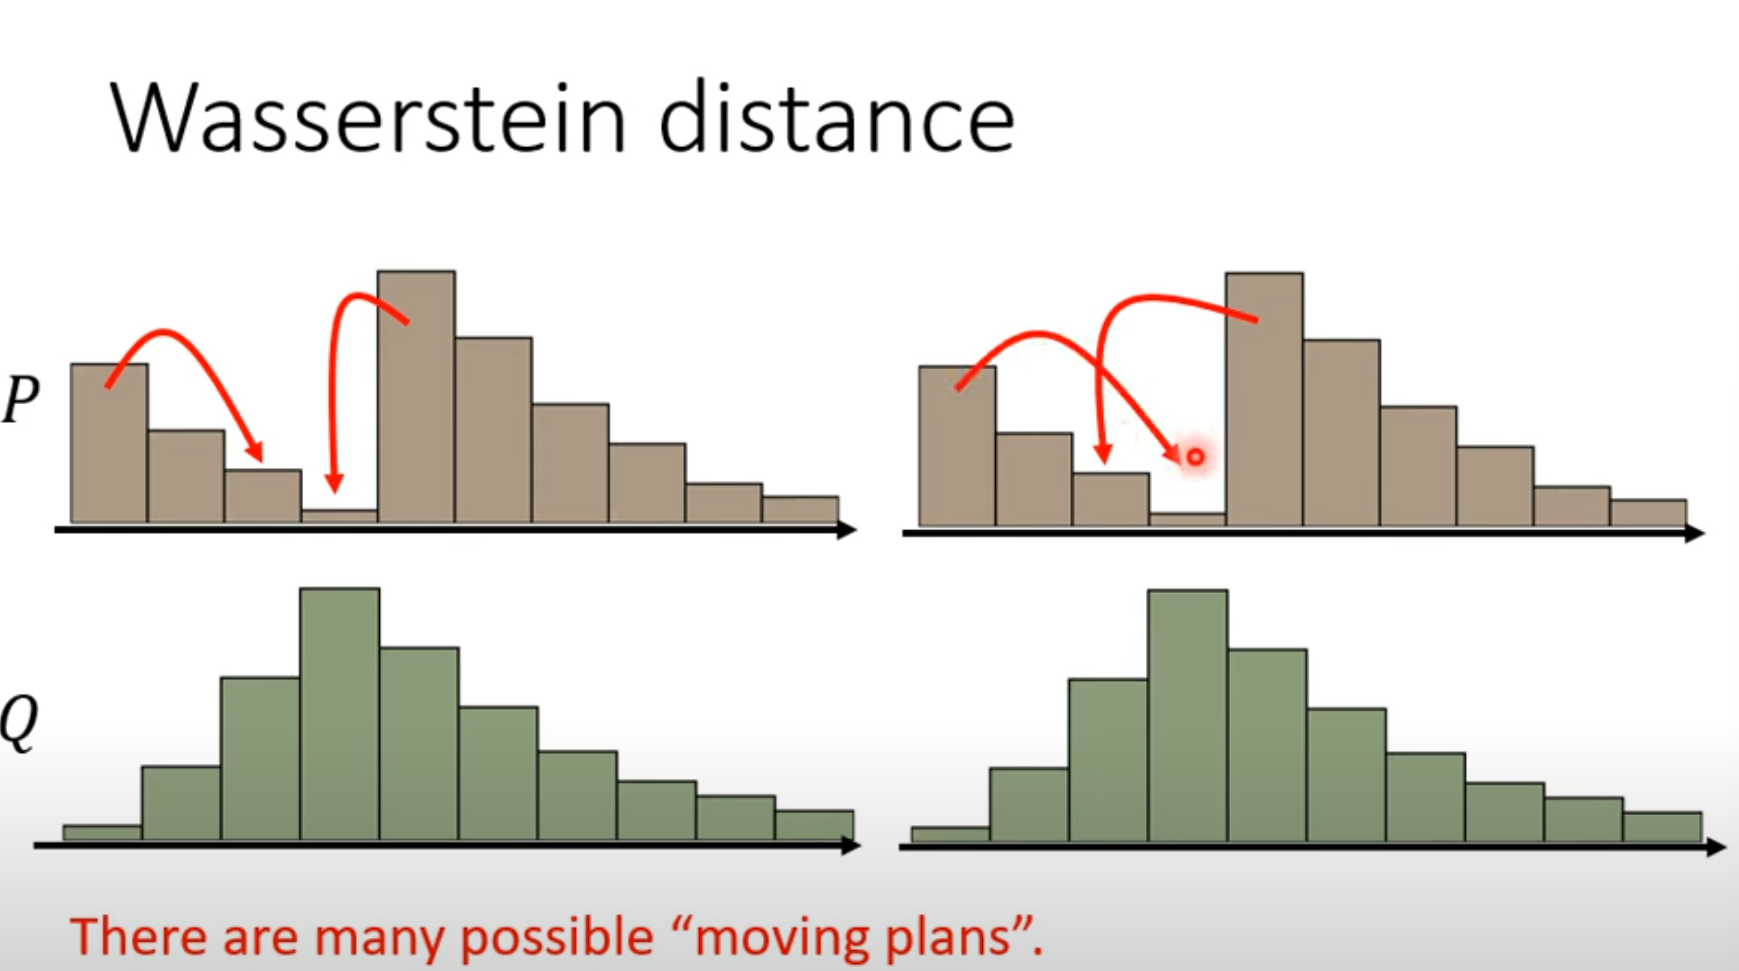 Wasserstein distance
P
Q
There are many possible “moving plans”.